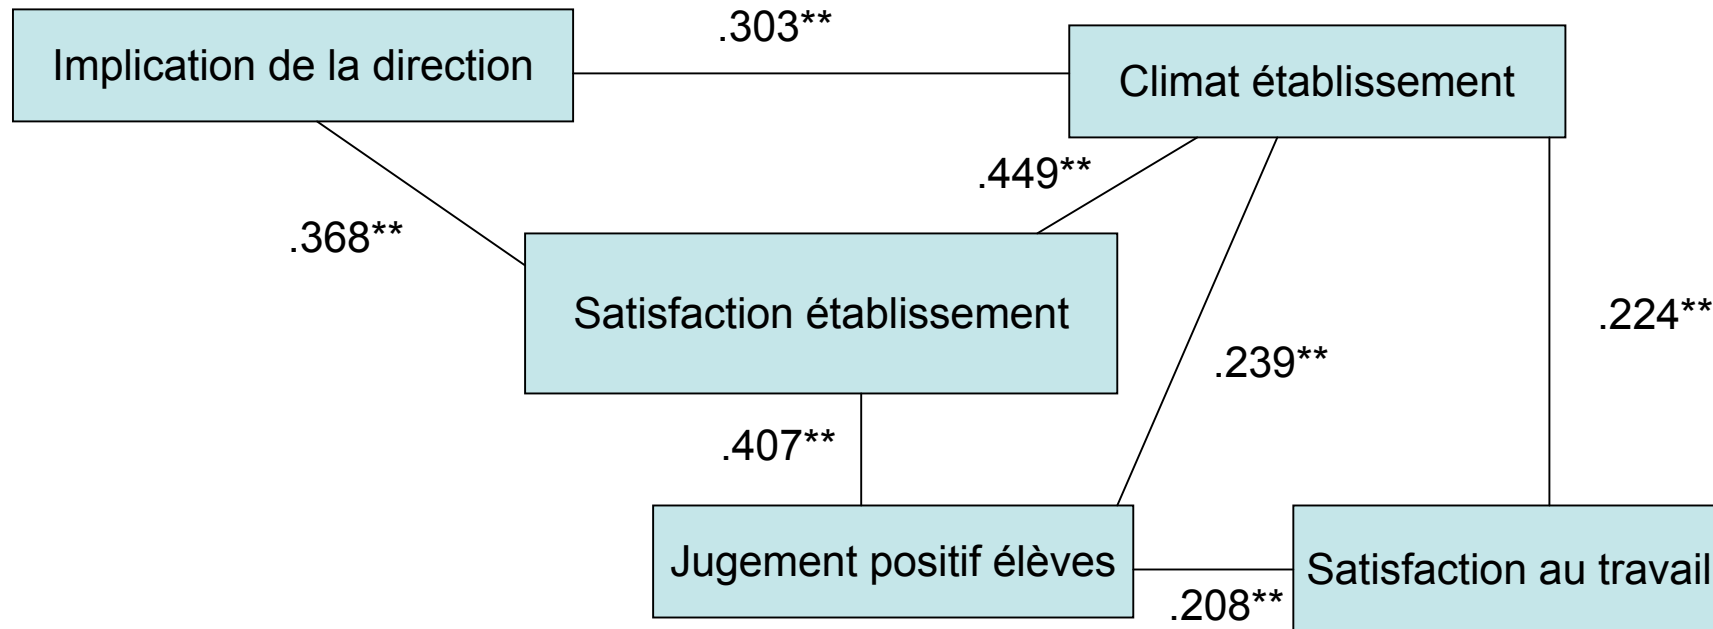 .303**
Implication de la direction
Climat établissement
.449**
.368**
Satisfaction établissement
.224**
.239**
.407**
Jugement positif élèves
Satisfaction au travail
.208**